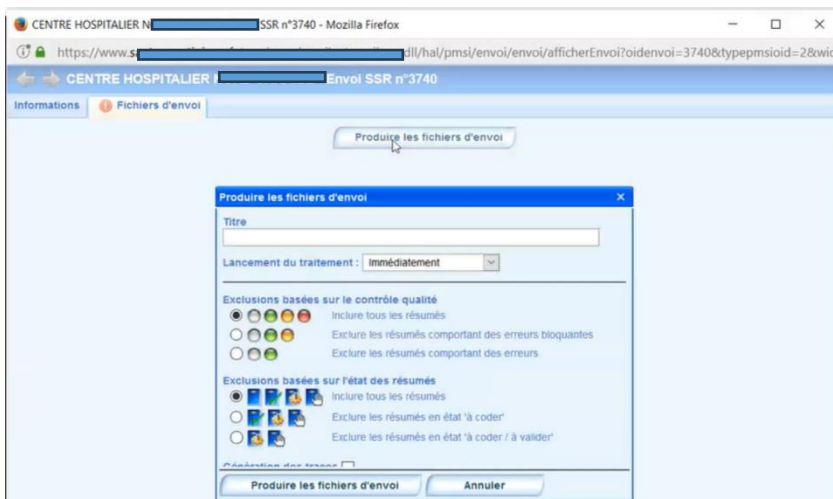 CENTRE HOSPITALIER N SSR n°3740 - Mozilla Firefox
https://www.s dll/hal/pmsi/envoi/envoi/afficherEnvoi?oidenvoi=3740&typepmsioid=2&wid
CENTRE HOSPITALIER Envoi SSR n°3740
Informations Fichiers d'envoi
Produire les fichiers d'envoi
Produire les fichiers d'envoi
Titre
Lancement du traitement : Immédiatement
Exclusions basées sur le contrôle qualité
Inclure tous les résumés
Exclure les résumés comportant des erreurs bloquantes
Exclure les résumés comportant des erreurs
Exclusions basées sur l'état des résumés
Inclure tous les résumés
Exclure les résumés en état 'à coder'
Exclure les résumés en état 'à coder / à valider'
Génération des traces
Produire les fichiers d'envoi Annuler